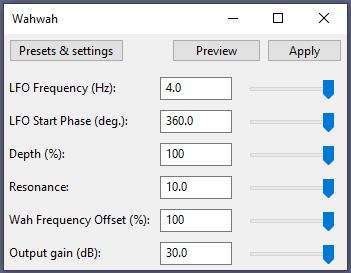 Wahwah
Presets & settings Preview Apply
LFO Frequency (Hz): 4.0
LFO Start Phase (deg.): 360.0
Depth (%): 100
Resonance: 10.0
Wah Frequency Offset (%): 100
Output gain (dB): 30.0